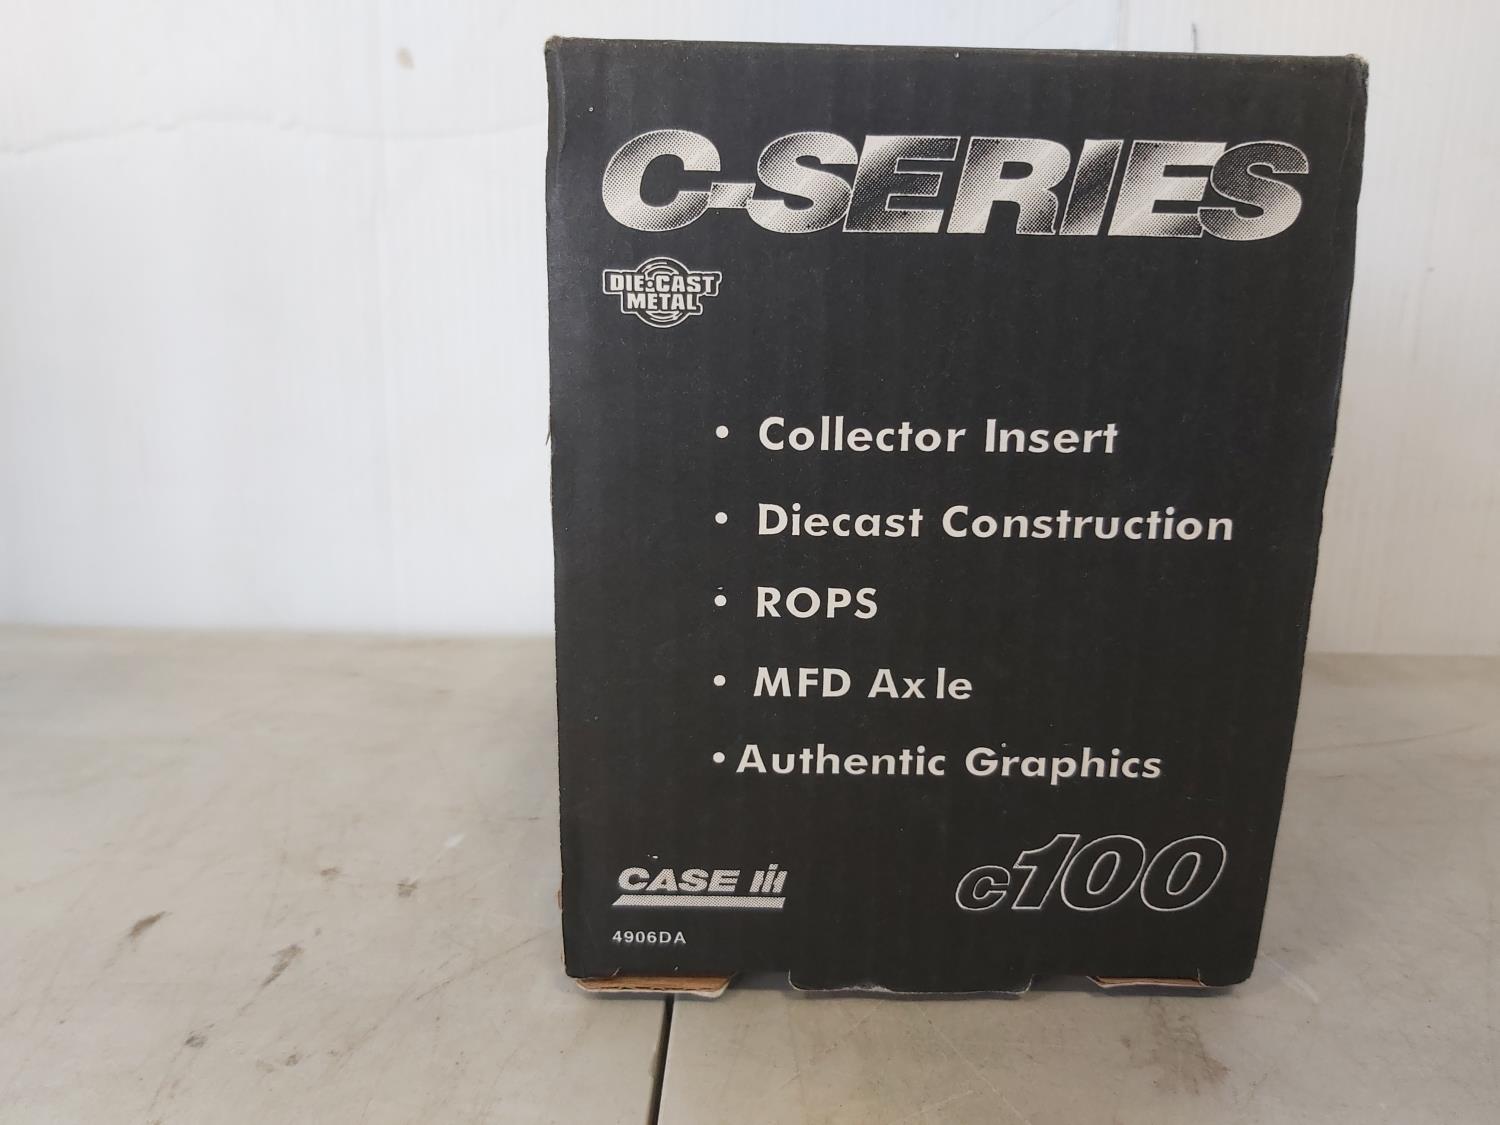 C-SERIES
DIE-CAST
METAL
• Collector Insert
• Diecast Construction
• ROPS
• MFD Axle
• Authentic Graphics
CASE IH
c100
4906DA